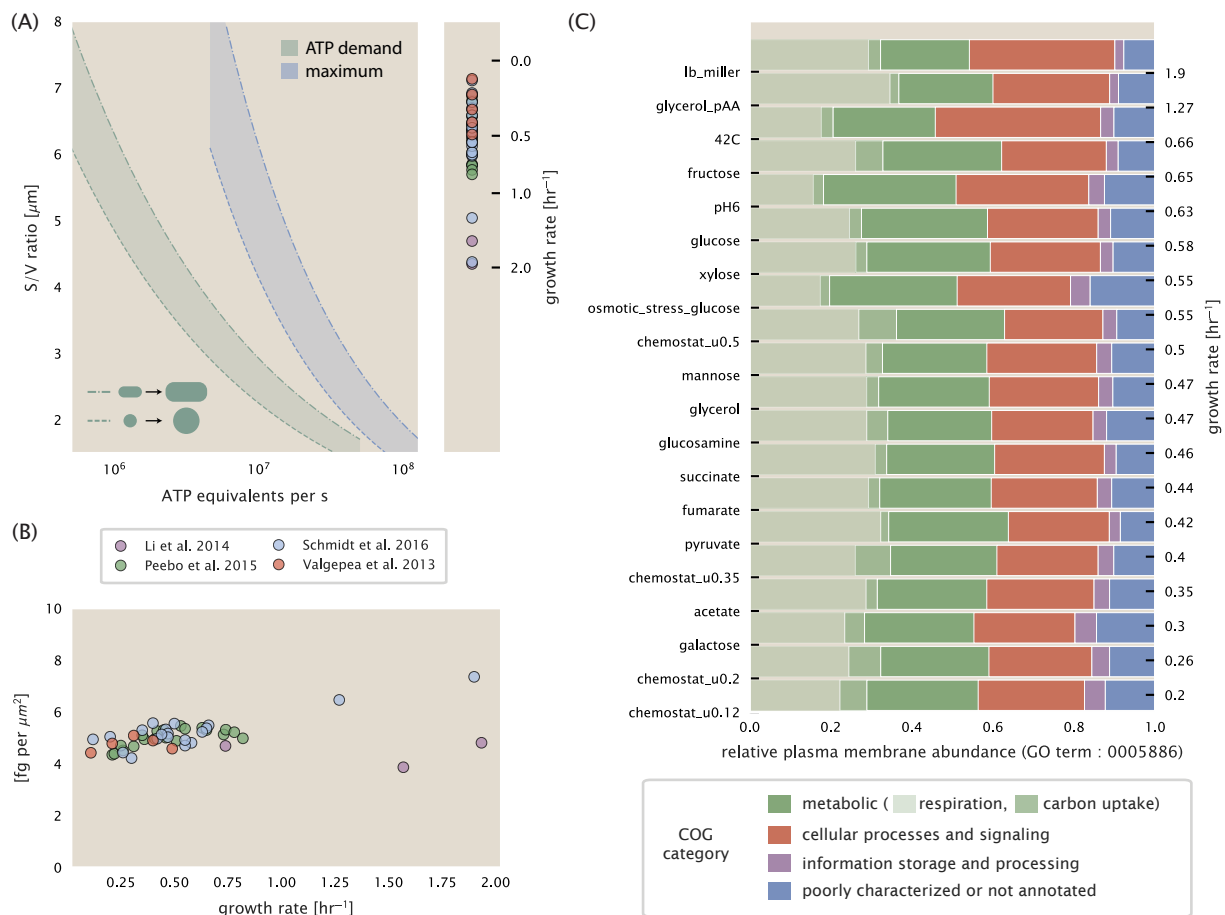 (A)
8
7
6
5
4
3
2
S/V ratio [μm]
ATP demand
maximum
10⁶
10⁷
10⁸
ATP equivalents per s
0.0
0.5
1.0
2.0
growth rate [hr⁻¹]
(B)
Li et al. 2014
Schmidt et al. 2016
Peebo et al. 2015
Valgepea et al. 2013
10
8
6
4
2
0
[fg per μm²]
0.25
0.50
0.75
1.00
1.25
1.50
1.75
2.00
growth rate [hr⁻¹]
(C)
lb_miller
glycerol_pAA
42C
fructose
pH6
glucose
xylose
osmotic_stress_glucose
chemostat_u0.5
mannose
glycerol
glucosamine
succinate
fumarate
pyruvate
chemostat_u0.35
acetate
galactose
chemostat_u0.2
chemostat_u0.12
1.9
1.27
0.66
0.65
0.63
0.58
0.55
0.55
0.5
0.47
0.47
0.46
0.44
0.42
0.4
0.35
0.3
0.26
0.2
growth rate [hr⁻¹]
0.0
0.2
0.4
0.6
0.8
1.0
relative plasma membrane abundance (GO term : 0005886)
COG
category
metabolic ( respiration, carbon uptake)
cellular processes and signaling
information storage and processing
poorly characterized or not annotated